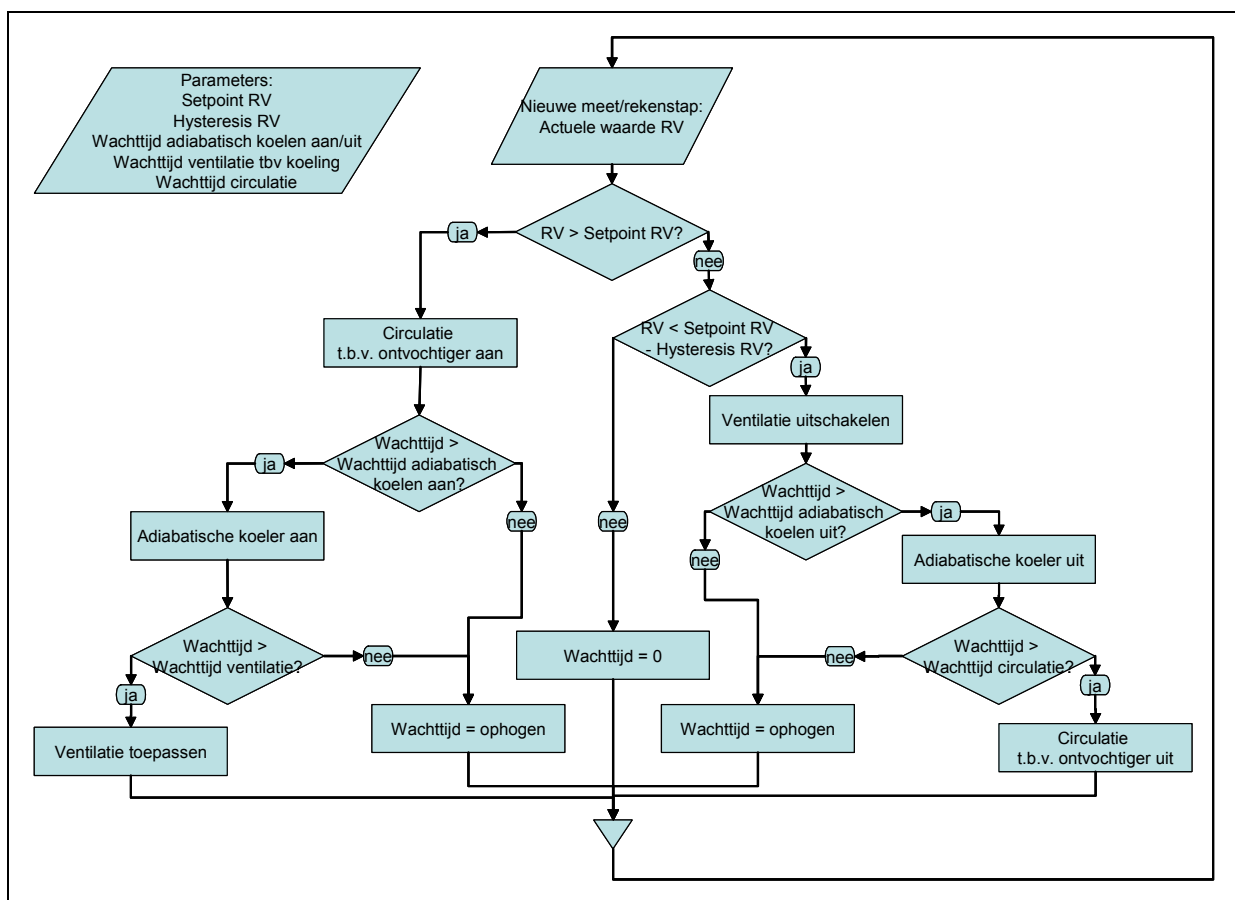 Parameters:
Setpoint RV
Hysteresis RV
Wachttijd adiabatisch koelen aan/uit
Wachttijd ventilatie tbv koeling
Wachttijd circulatie
Nieuwe meet/rekenstap:
Actuele waarde RV
RV > Setpoint RV?
ja
nee
Circulatie
t.b.v. ontvochtiger aan
RV < Setpoint RV
- Hysteresis RV?
ja
Ventilatie uitschakelen
Wachttijd >
Wachttijd adiabatisch
koelen aan?
ja
nee
nee
Wachttijd >
Wachttijd adiabatisch
koelen uit?
ja
nee
Adiabatische koeler aan
Adiabatische koeler uit
Wachttijd >
Wachttijd ventilatie?
nee
ja
Wachttijd = 0
Wachttijd >
Wachttijd circulatie?
nee
ja
Ventilatie toepassen
Wachttijd = ophogen
Wachttijd = ophogen
Circulatie
t.b.v. ontvochtiger uit